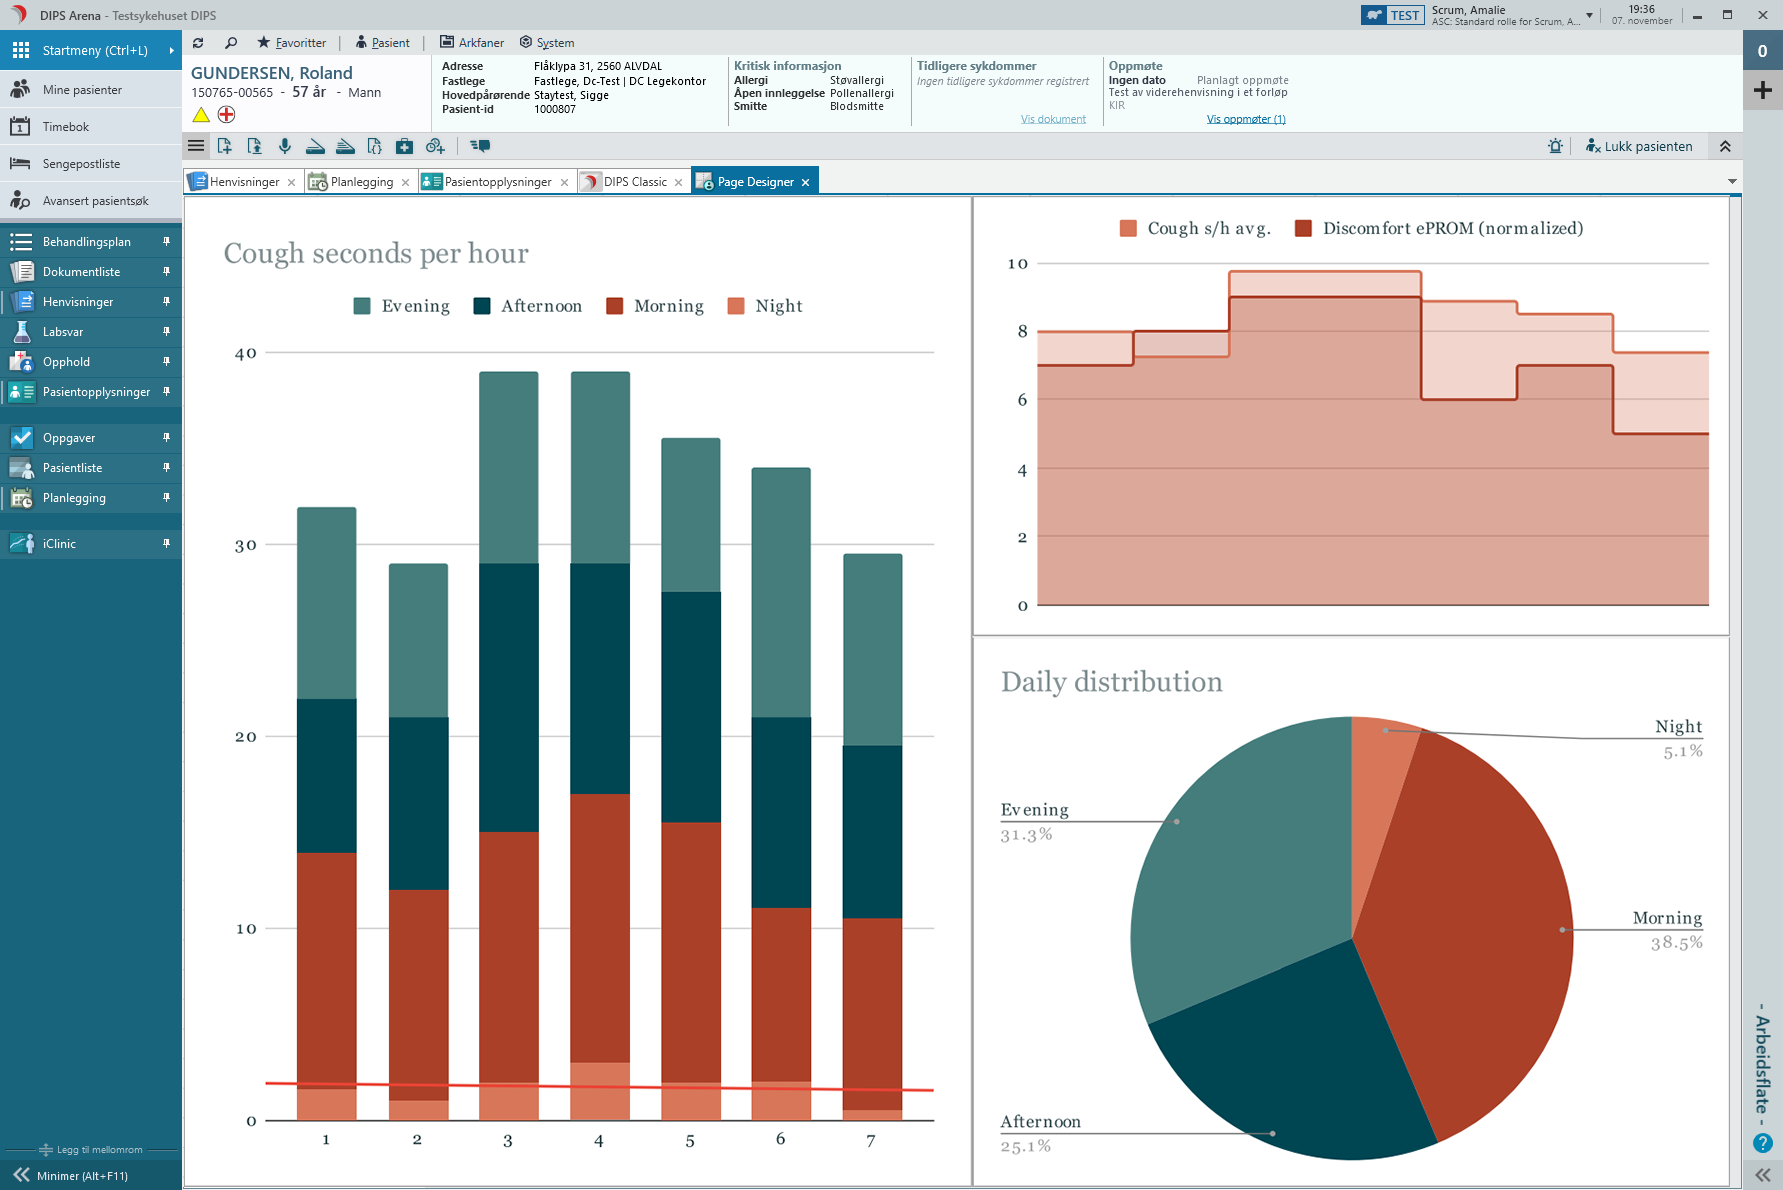 DIPS Arena - Testsykehuset DIPS
TEST
Scrum, Amalie
ASC: Standard rolle for Scrum, A...
19:36
07. november
Startmeny (Ctrl+L)
Mine pasienter
Timebok
Sengepostliste
Avansert pasientsøk
Behandlingsplan
Dokumentliste
Henvisninger
Labsvar
Opphold
Pasientopplysninger
Oppgaver
Pasientliste
Planlegging
iClinic
Legg til mellomrom
Minimer (Alt+F11)
Favoritter
Pasient
Arkfaner
System
GUNDERSEN, Roland
150765-00565 - 57 år - Mann
Adresse Flåklypa 31, 2560 ALVDAL
Fastlege Fastlege, Dc-Test | DC Legekontor
Hovedpårørende Staytest, Sigge
Pasient-id 1000807
Kritisk informasjon
Allergi Støvallergi
Åpen innleggelse Pollenallergi
Smitte Blodsmitte
Tidligere sykdommer
Ingen tidligere sykdommer registrert
Vis dokument
Oppmøte
Ingen dato Planlagt oppmøte
Test av viderehenvisning i et forløp
KIR
Vis oppmøter (1)
Lukk pasienten
Henvisninger
Planlegging
Pasientopplysninger
DIPS Classic
Page Designer
Cough seconds per hour
Evening Afternoon Morning Night
40
30
20
10
0
1 2 3 4 5 6 7
Cough s/h avg. Discomfort ePROM (normalized)
10
8
6
4
2
0
Daily distribution
Night
5.1%
Evening
31.3%
Morning
38.5%
Afternoon
25.1%
0
- Arbeidsflate -
?